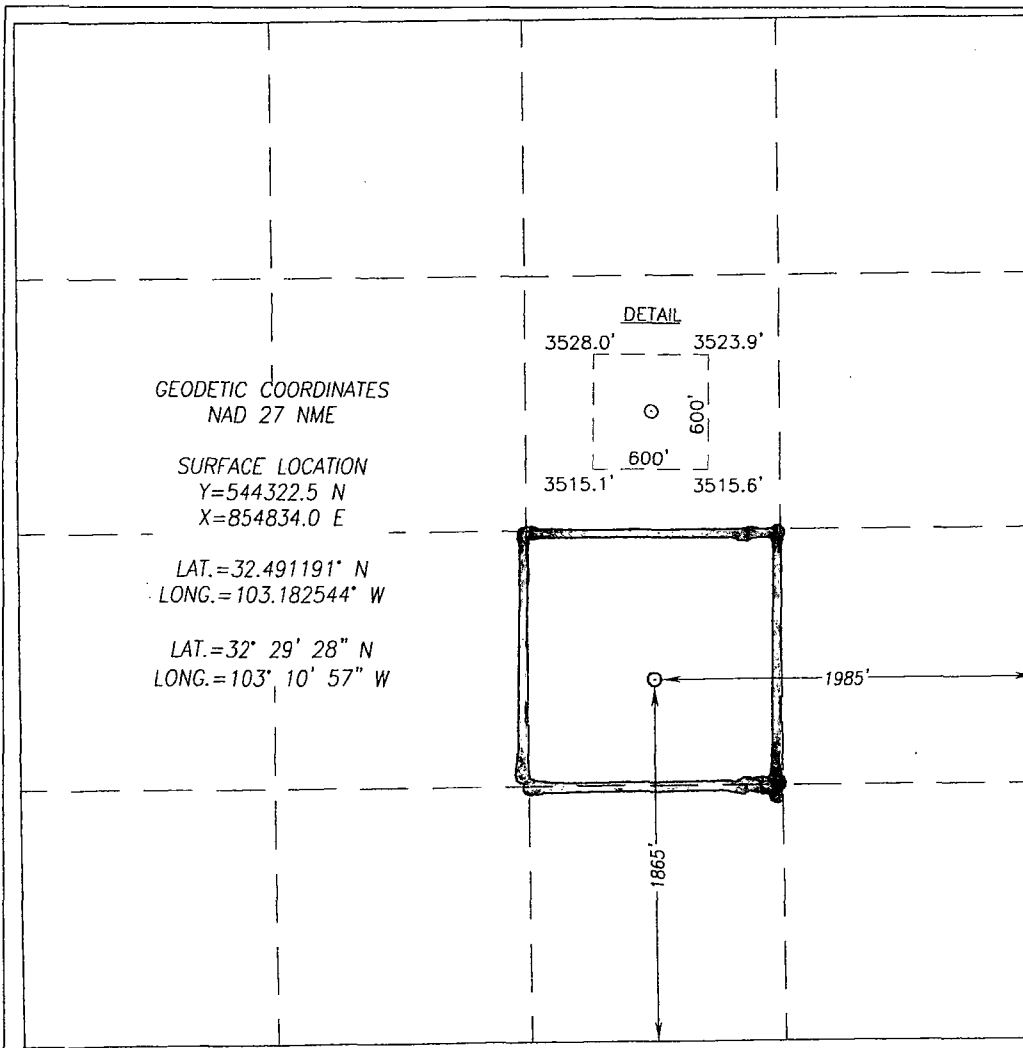 DETAIL
3528.0' 3523.9'
600'
600'
3515.1' 3515.6'
GEODETIC COORDINATES
NAD 27 NME
SURFACE LOCATION
Y=544322.5 N
X=854834.0 E
LAT.=32.491191° N
LONG.=103.182544° W
LAT.=32° 29' 28" N
LONG.=103° 10' 57" W
1985'
1865'